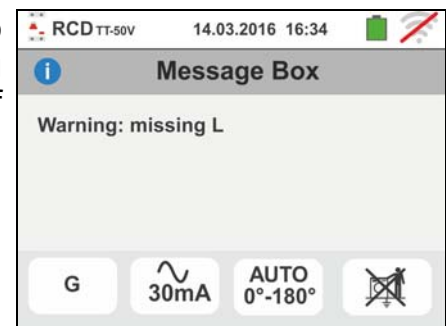 RCD TT-50V 14.03.2016 16:34
Message Box
Warning: missing L
G 30mA AUTO
0°-180°